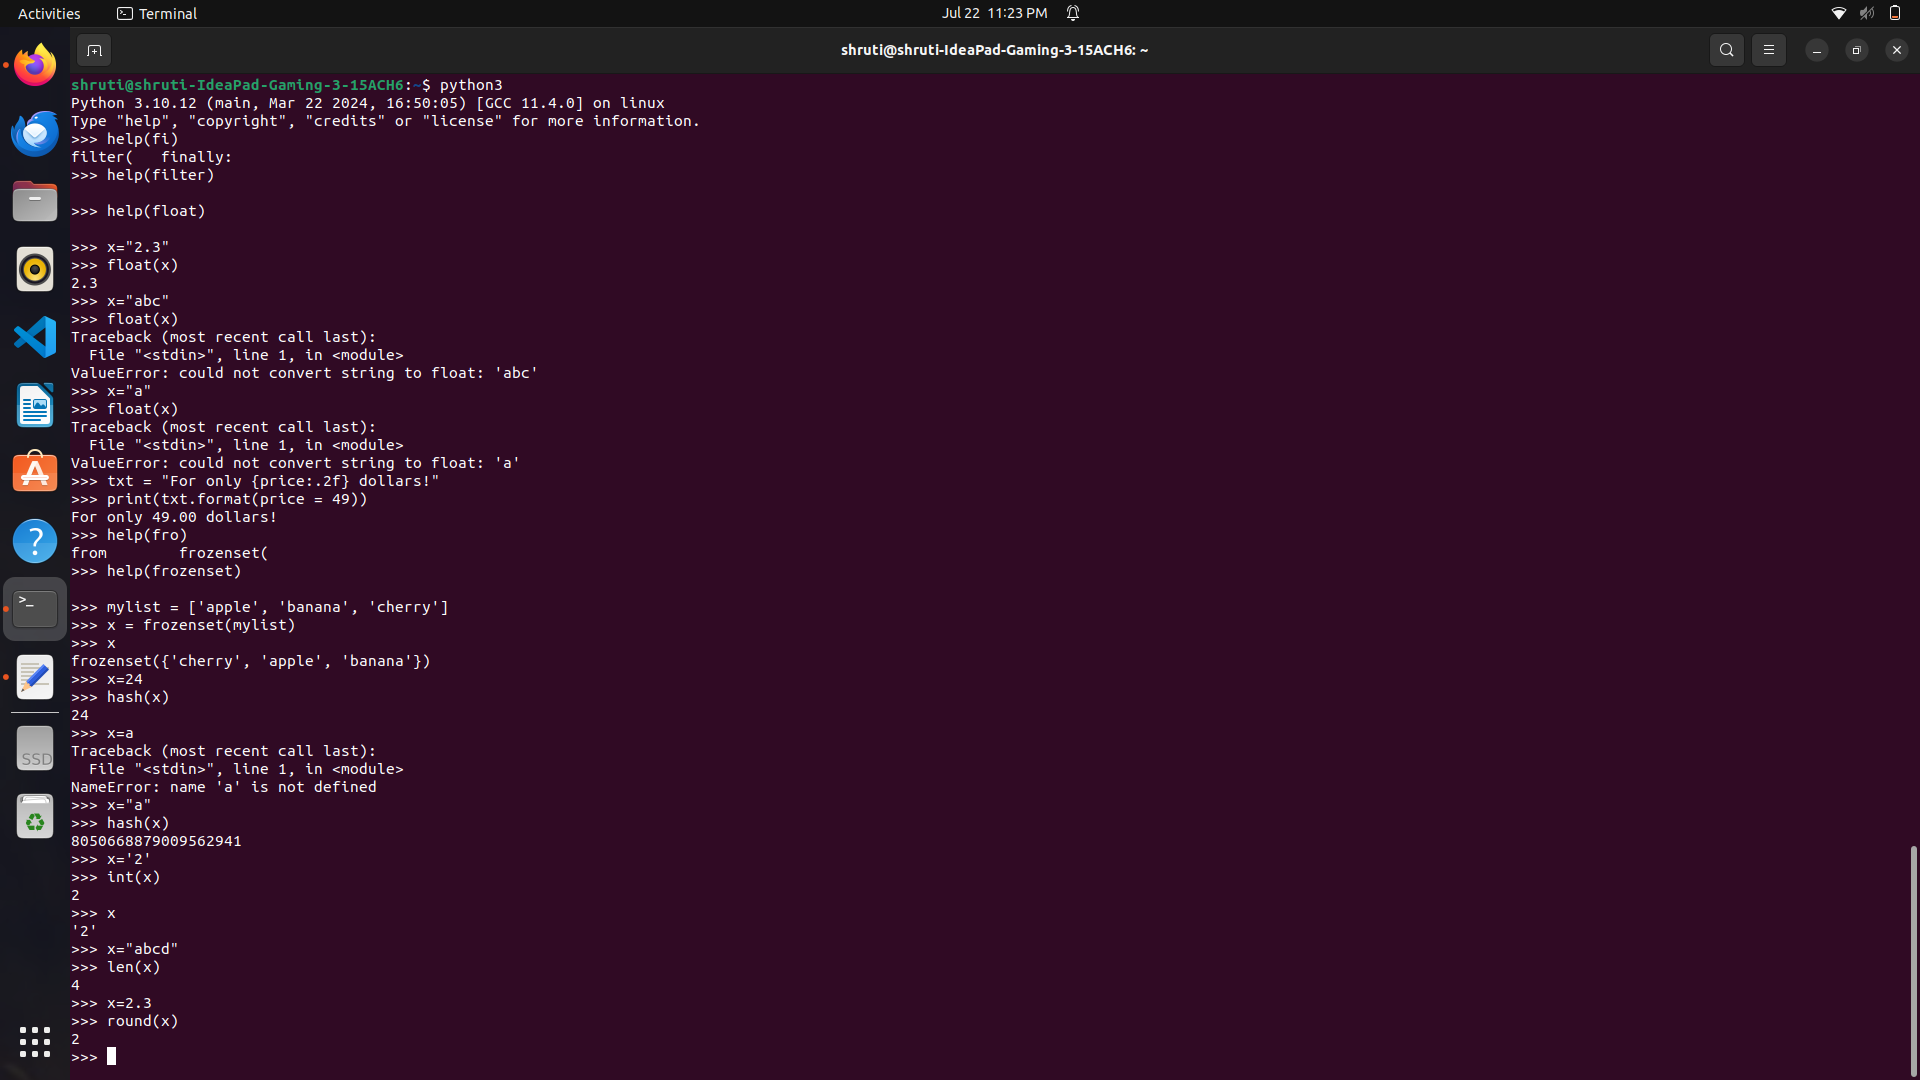 Activities
Terminal
Jul 22 11:23 PM
shruti@shruti-IdeaPad-Gaming-3-15ACH6: ~
shruti@shruti-IdeaPad-Gaming-3-15ACH6:~$ python3
Python 3.10.12 (main, Mar 22 2024, 16:50:05) [GCC 11.4.0] on linux
Type "help", "copyright", "credits" or "license" for more information.
>>> help(fi)
filter(   finally:
>>> help(filter)
>>> help(float)
>>> x="2.3"
>>> float(x)
2.3
>>> x="abc"
>>> float(x)
Traceback (most recent call last):
  File "<stdin>", line 1, in <module>
ValueError: could not convert string to float: 'abc'
>>> x="a"
>>> float(x)
Traceback (most recent call last):
  File "<stdin>", line 1, in <module>
ValueError: could not convert string to float: 'a'
>>> txt = "For only {price:.2f} dollars!"
>>> print(txt.format(price = 49))
For only 49.00 dollars!
>>> help(fro)
from        frozenset(
>>> help(frozenset)
>>> mylist = ['apple', 'banana', 'cherry']
>>> x = frozenset(mylist)
>>> x
frozenset({'cherry', 'apple', 'banana'})
>>> x=24
>>> hash(x)
24
>>> x=a
Traceback (most recent call last):
  File "<stdin>", line 1, in <module>
NameError: name 'a' is not defined
>>> x="a"
>>> hash(x)
8050668879009562941
>>> x='2'
>>> int(x)
2
>>> x
'2'
>>> x="abcd"
>>> len(x)
4
>>> x=2.3
>>> round(x)
2
>>>
SSD